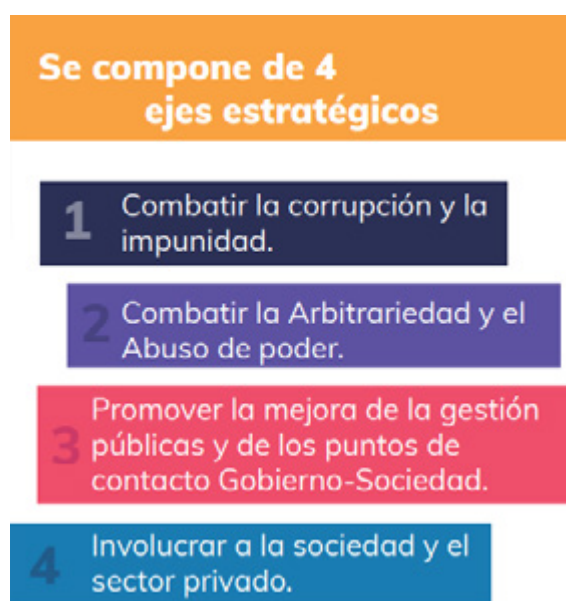 Se compone de 4
ejes estratégicos
1
Combatir la corrupción y la
impunidad.
2
Combatir la Arbitrariedad y el
Abuso de poder.
3
Promover la mejora de la gestión
públicas y de los puntos de
contacto Gobierno-Sociedad.
4
Involucrar a la sociedad y el
sector privado.